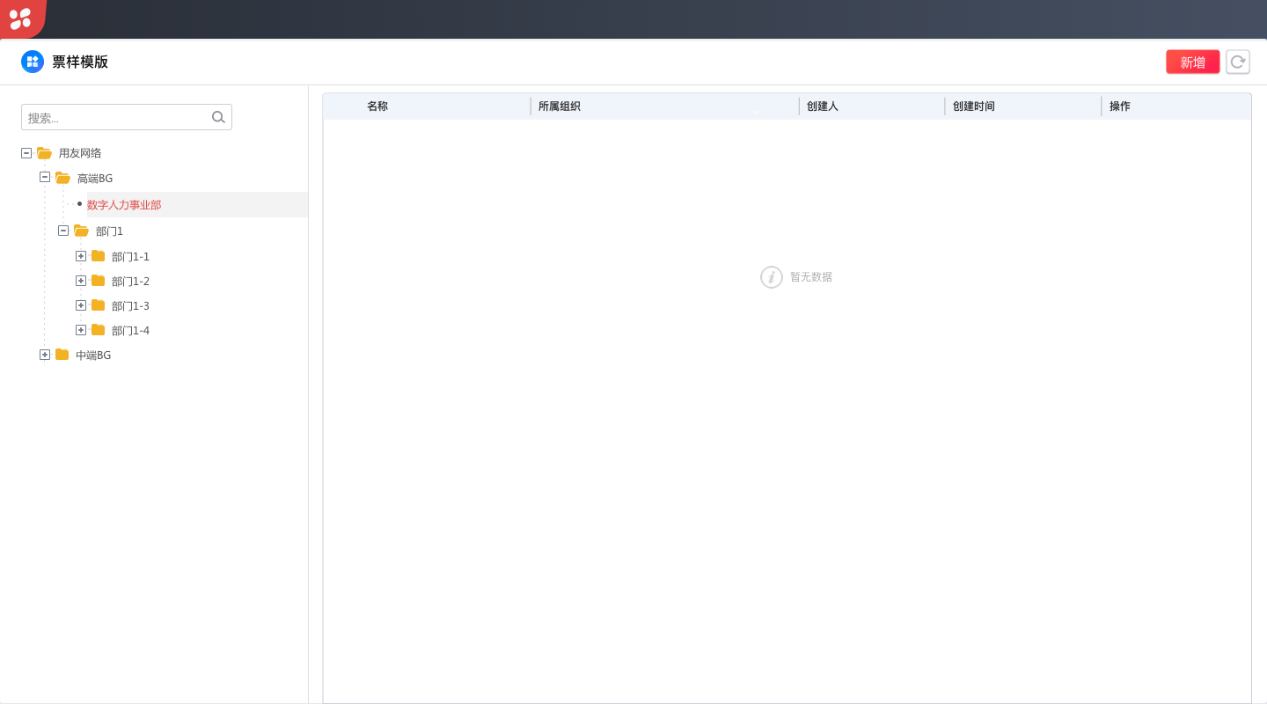 票样模版
新增
搜索...
用友网络
高端BG
数字人力事业部
部门1
部门1-1
部门1-2
部门1-3
部门1-4
中端BG
名称 所属组织 创建人 创建时间 操作
暂无数据